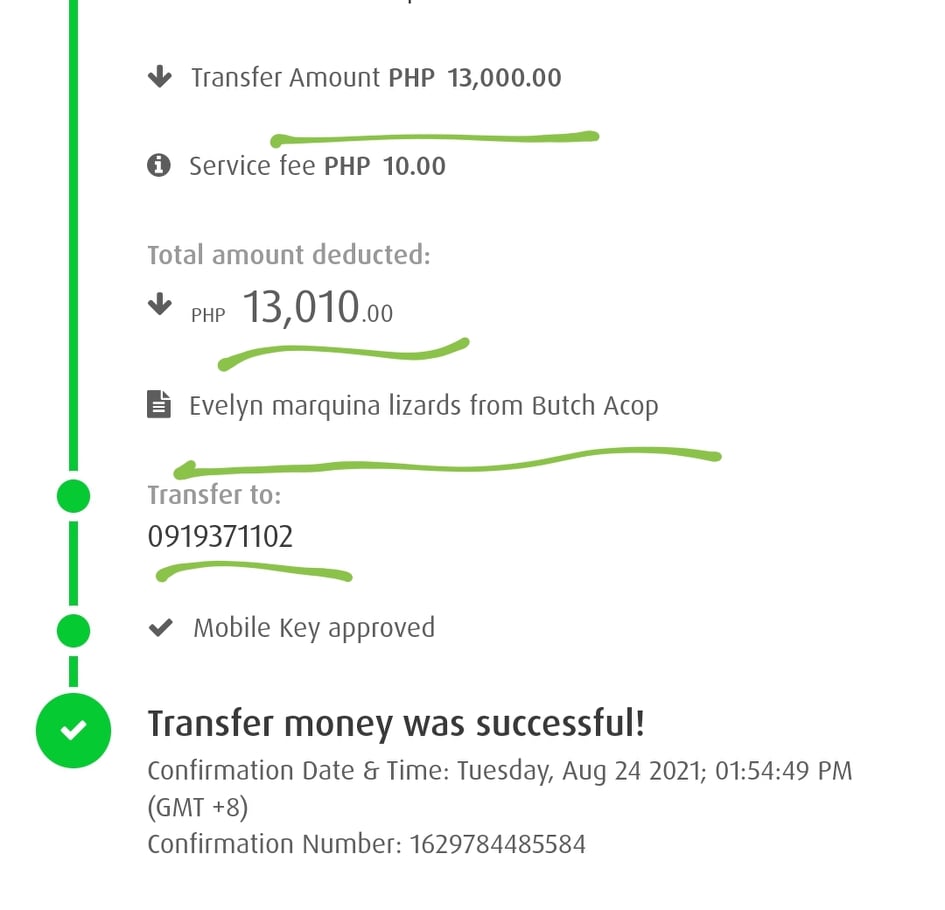 Transfer Amount PHP 13,000.00
Service fee PHP 10.00
Total amount deducted:
PHP 13,010.00
Evelyn marquina lizards from Butch Acop
Transfer to:
0919371102
Mobile Key approved
Transfer money was successful!
Confirmation Date & Time: Tuesday, Aug 24 2021; 01:54:49 PM
(GMT +8)
Confirmation Number: 1629784485584